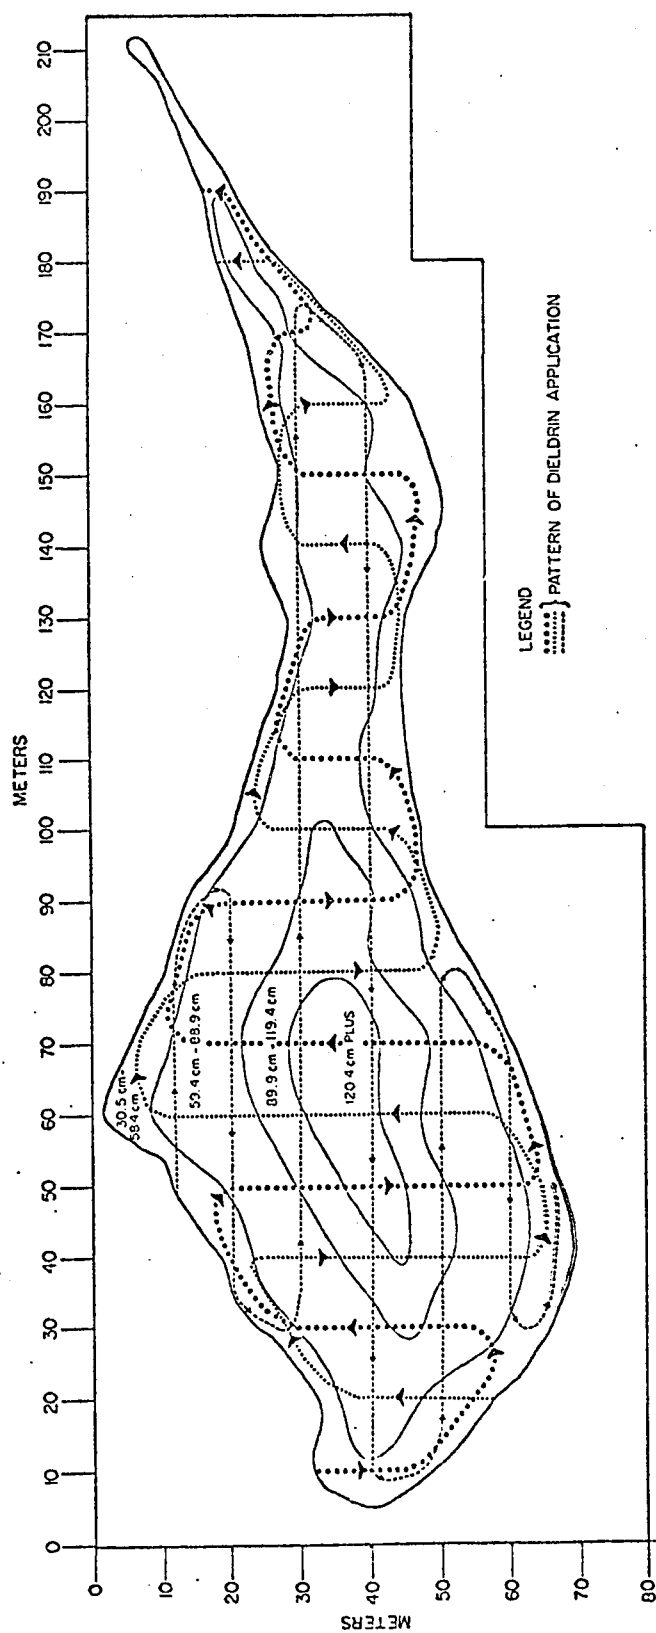 METERS
0 10 20 30 40 50 60 70 80 90 100 110 120 130 140 150 160 170 180 190 200 210
METERS
0 10 20 30 40 50 60 70 80
30.5 cm-
58.4 cm
59.4 cm - 88.9 cm
89.9 cm - 119.4 cm
120.4 cm PLUS
LEGEND
PATTERN OF DIELDRIN APPLICATION